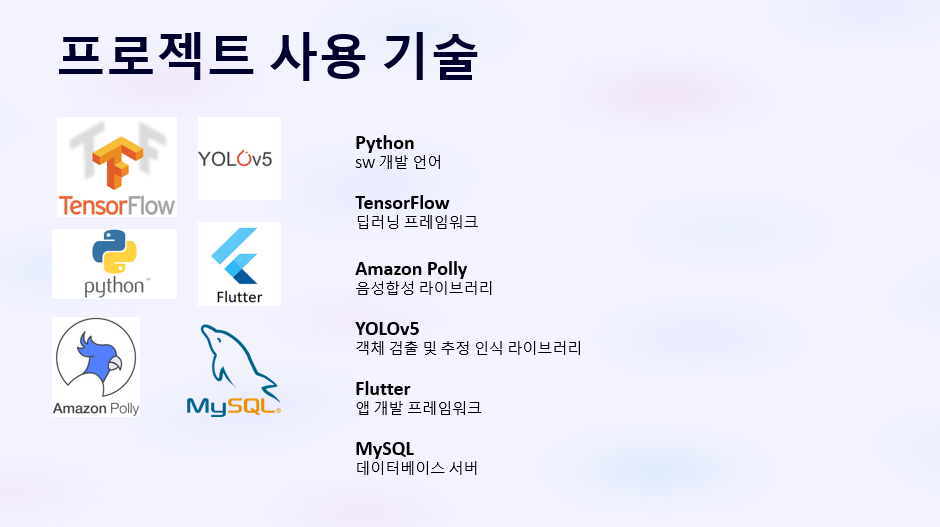 프로젝트 사용 기술
TensorFlow
YOLOv5
python™
Flutter
Amazon Polly
MySQL®
Python
sw 개발 언어
TensorFlow
딥러닝 프레임워크
Amazon Polly
음성합성 라이브러리
YOLOv5
객체 검출 및 추정 인식 라이브러리
Flutter
앱 개발 프레임워크
MySQL
데이터베이스 서버